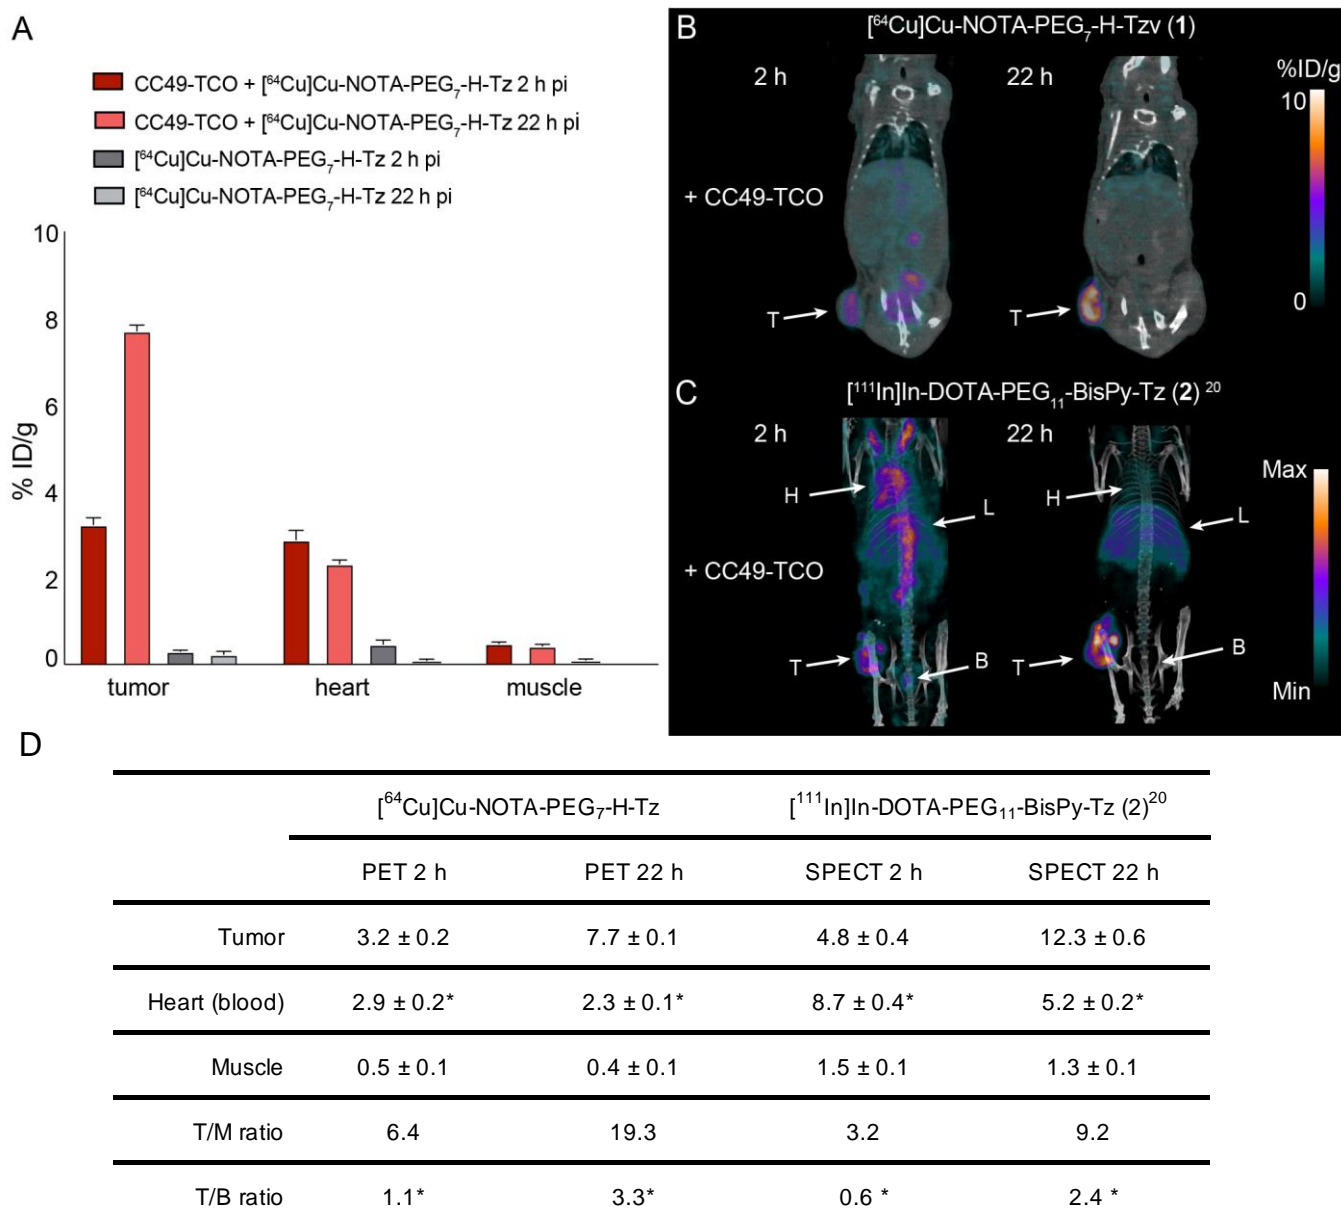 A
CC49-TCO + [⁶⁴Cu]Cu-NOTA-PEG₇-H-Tz 2 h pi
CC49-TCO + [⁶⁴Cu]Cu-NOTA-PEG₇-H-Tz 22 h pi
[⁶⁴Cu]Cu-NOTA-PEG₇-H-Tz 2 h pi
[⁶⁴Cu]Cu-NOTA-PEG₇-H-Tz 22 h pi
% ID/g
10
8
6
4
2
0
tumor heart muscle
B
[⁶⁴Cu]Cu-NOTA-PEG₇-H-Tzv (1)
2 h 22 h
%ID/g
10
0
+ CC49-TCO
T T
C
[¹¹¹In]In-DOTA-PEG₁₁-BisPy-Tz (2) ²⁰
2 h 22 h
Max
Min
H L H L
+ CC49-TCO
T B T B
D
[⁶⁴Cu]Cu-NOTA-PEG₇-H-Tz [¹¹¹In]In-DOTA-PEG₁₁-BisPy-Tz (2)²⁰
PET 2 h PET 22 h SPECT 2 h SPECT 22 h
Tumor 3.2 ± 0.2 7.7 ± 0.1 4.8 ± 0.4 12.3 ± 0.6
Heart (blood) 2.9 ± 0.2* 2.3 ± 0.1* 8.7 ± 0.4* 5.2 ± 0.2*
Muscle 0.5 ± 0.1 0.4 ± 0.1 1.5 ± 0.1 1.3 ± 0.1
T/M ratio 6.4 19.3 3.2 9.2
T/B ratio 1.1* 3.3* 0.6 * 2.4 *